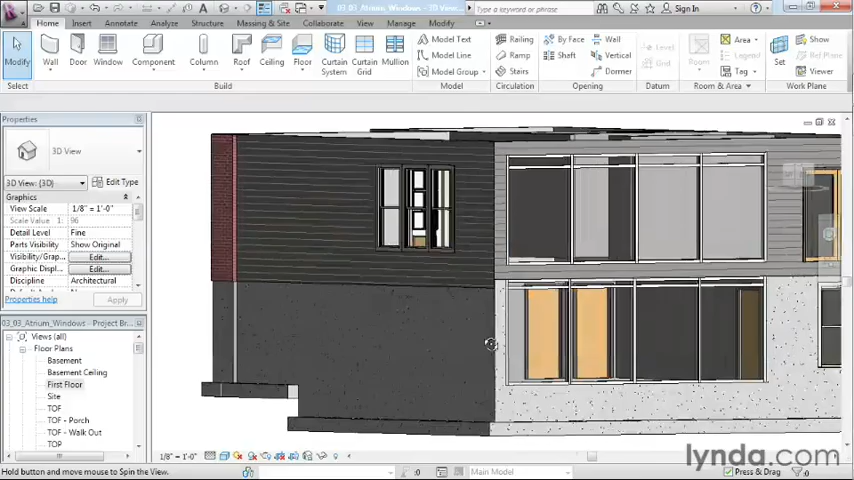 03_03_Atrium_Windows - 3D View...
Type a keyword or phrase
Sign In
Home Insert Annotate Analyze Structure Massing & Site Collaborate View Manage Modify
Modify Wall Door Window Component Column Roof Ceiling Floor Curtain System Curtain Grid Mullion
Model Text Railing By Face Wall Level Area Show
Model Line Ramp Shaft Vertical Grid Room Set Ref Plane
Model Group Stairs Dormer Tag Viewer
Select Build Model Circulation Opening Datum Room & Area Work Plane
Properties
3D View
3D View: {3D} Edit Type
Graphics
View Scale 1/8" = 1'-0"
Scale Value 1: 96
Detail Level Fine
Parts Visibility Show Original
Visibility/Grap... Edit...
Graphic Displ... Edit...
Discipline Architectural
Properties help Apply
03_03_Atrium_Windows - Project Br...
Views (all)
Floor Plans
Basement
Basement Ceiling
First Floor
Site
TOF
TOF - Porch
TOF - Walk Out
TOP
1/8" = 1'-0"
lynda.com
Hold button and move mouse to Spin the View.
:0 Main Model Press & Drag :0